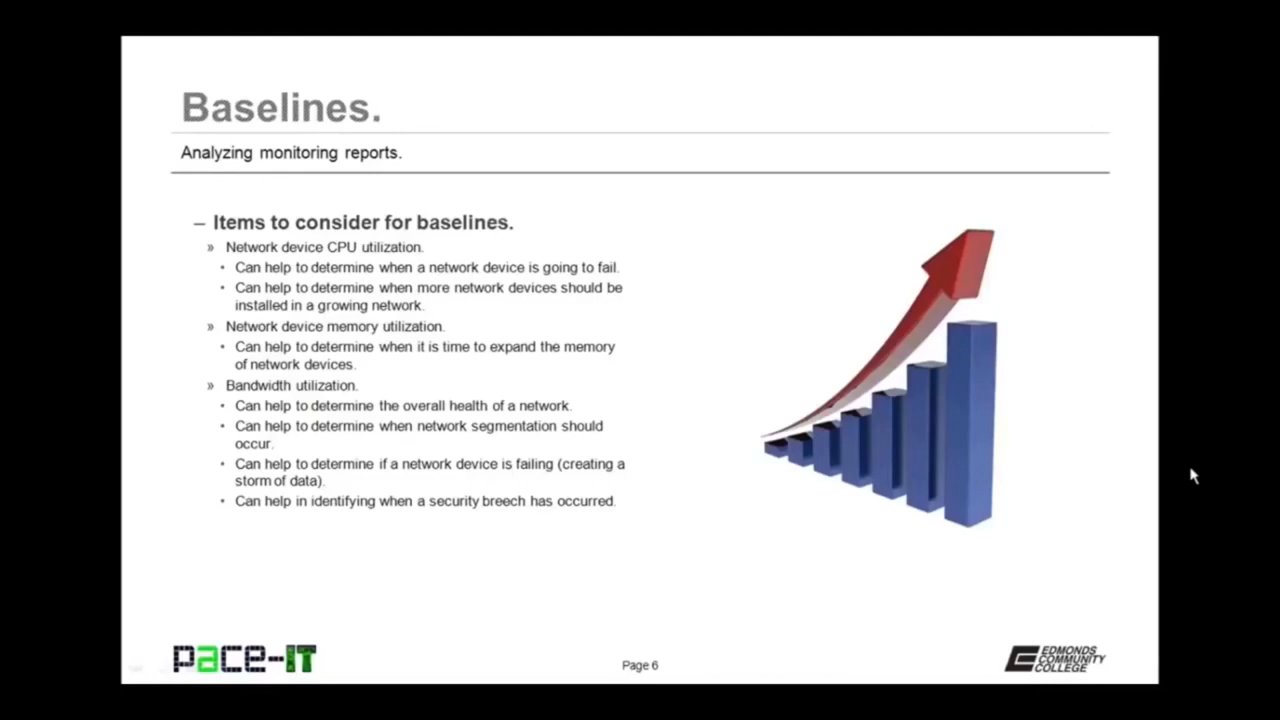 Baselines.
Analyzing monitoring reports.
– Items to consider for baselines.
» Network device CPU utilization.
• Can help to determine when a network device is going to fail.
• Can help to determine when more network devices should be
installed in a growing network.
» Network device memory utilization.
• Can help to determine when it is time to expand the memory
of network devices.
» Bandwidth utilization.
• Can help to determine the overall health of a network.
• Can help to determine when network segmentation should
occur.
• Can help to determine if a network device is failing (creating a
storm of data).
• Can help in identifying when a security breech has occurred.
pace-IT
Page 6
EDMONDS
COMMUNITY
COLLEGE